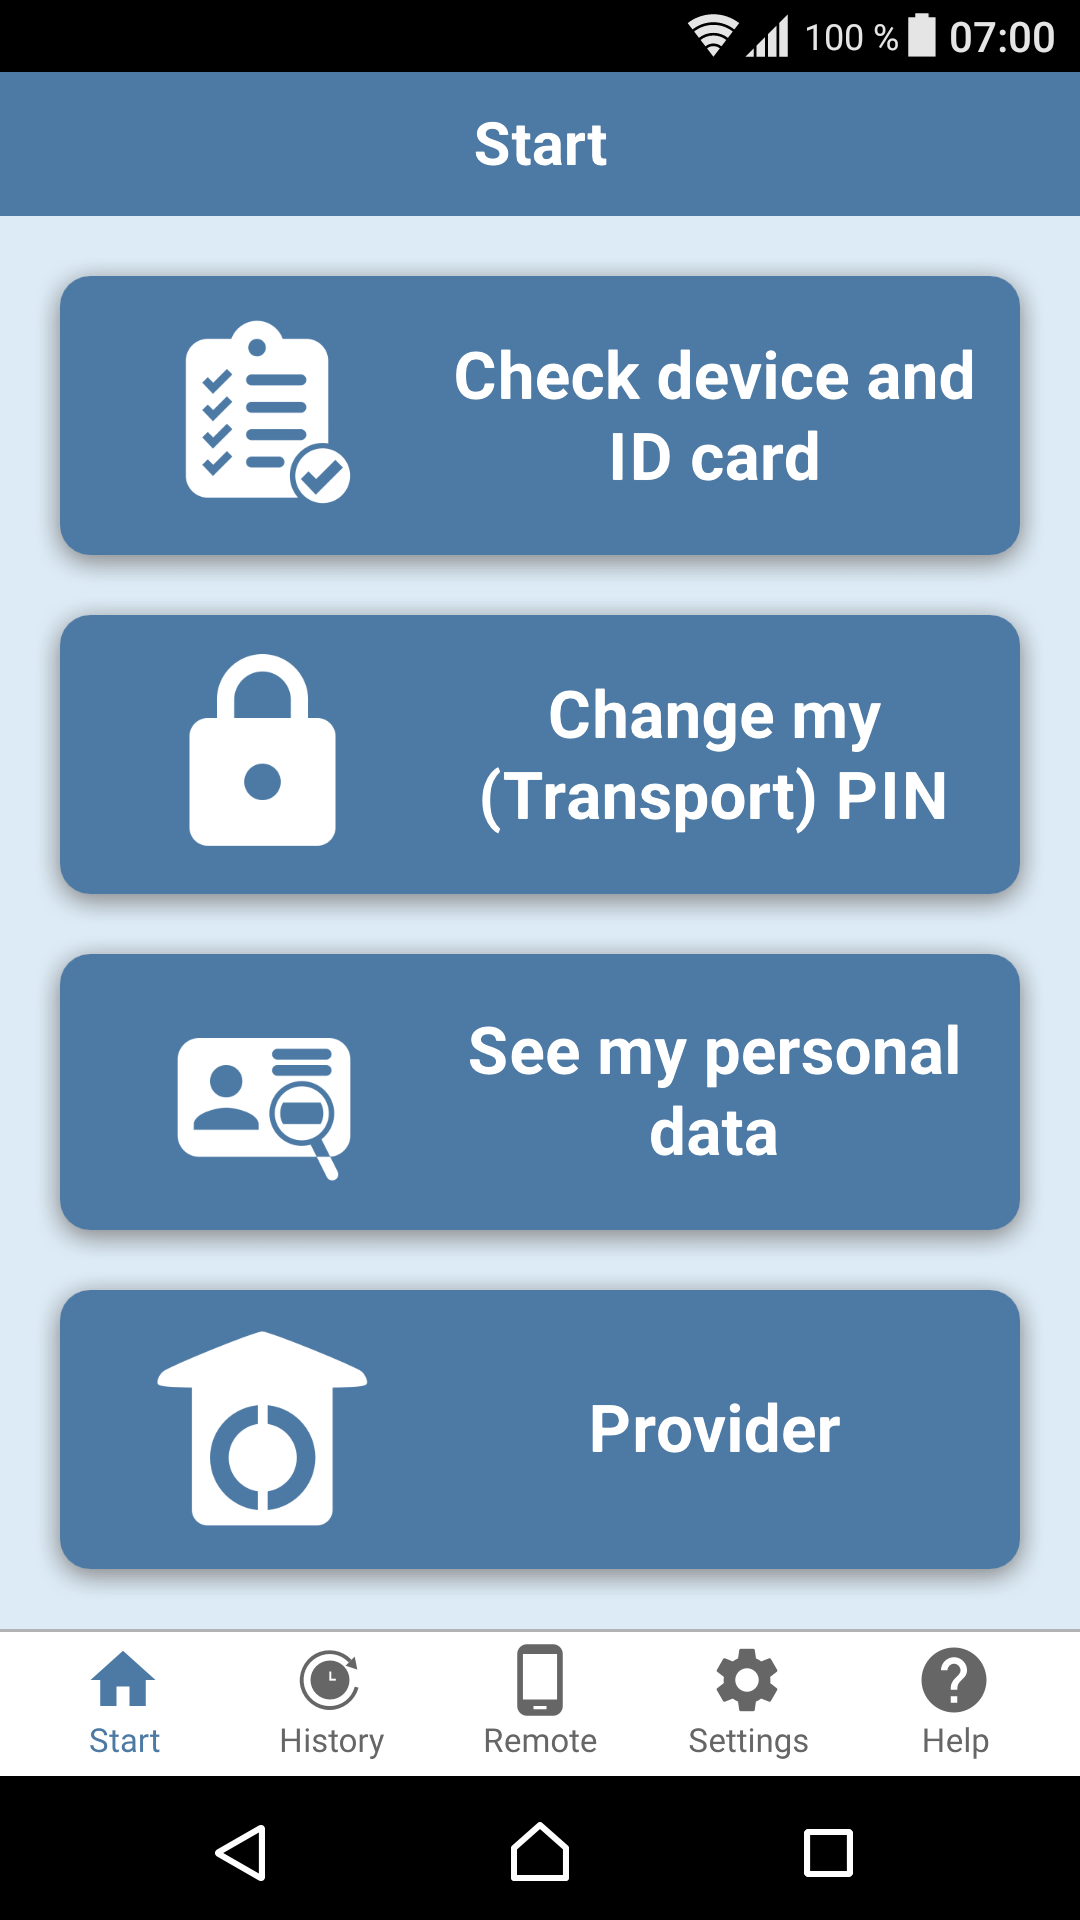 100 % 07:00
Start
Check device and
ID card
Change my
(Transport) PIN
See my personal
data
Provider
Start History Remote Settings Help